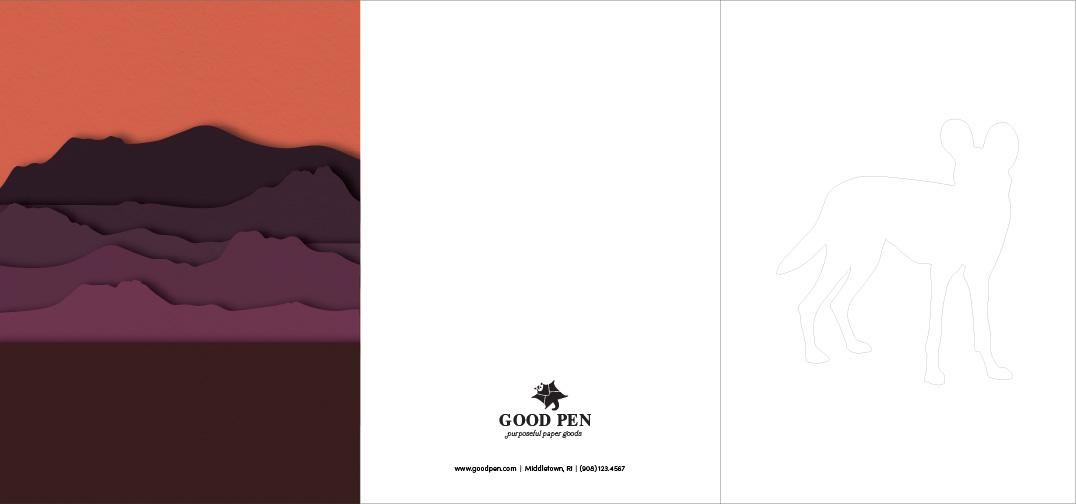 GOOD PEN
purposeful paper goods
www.goodpen.com | Middletown, RI | (908)123.4567